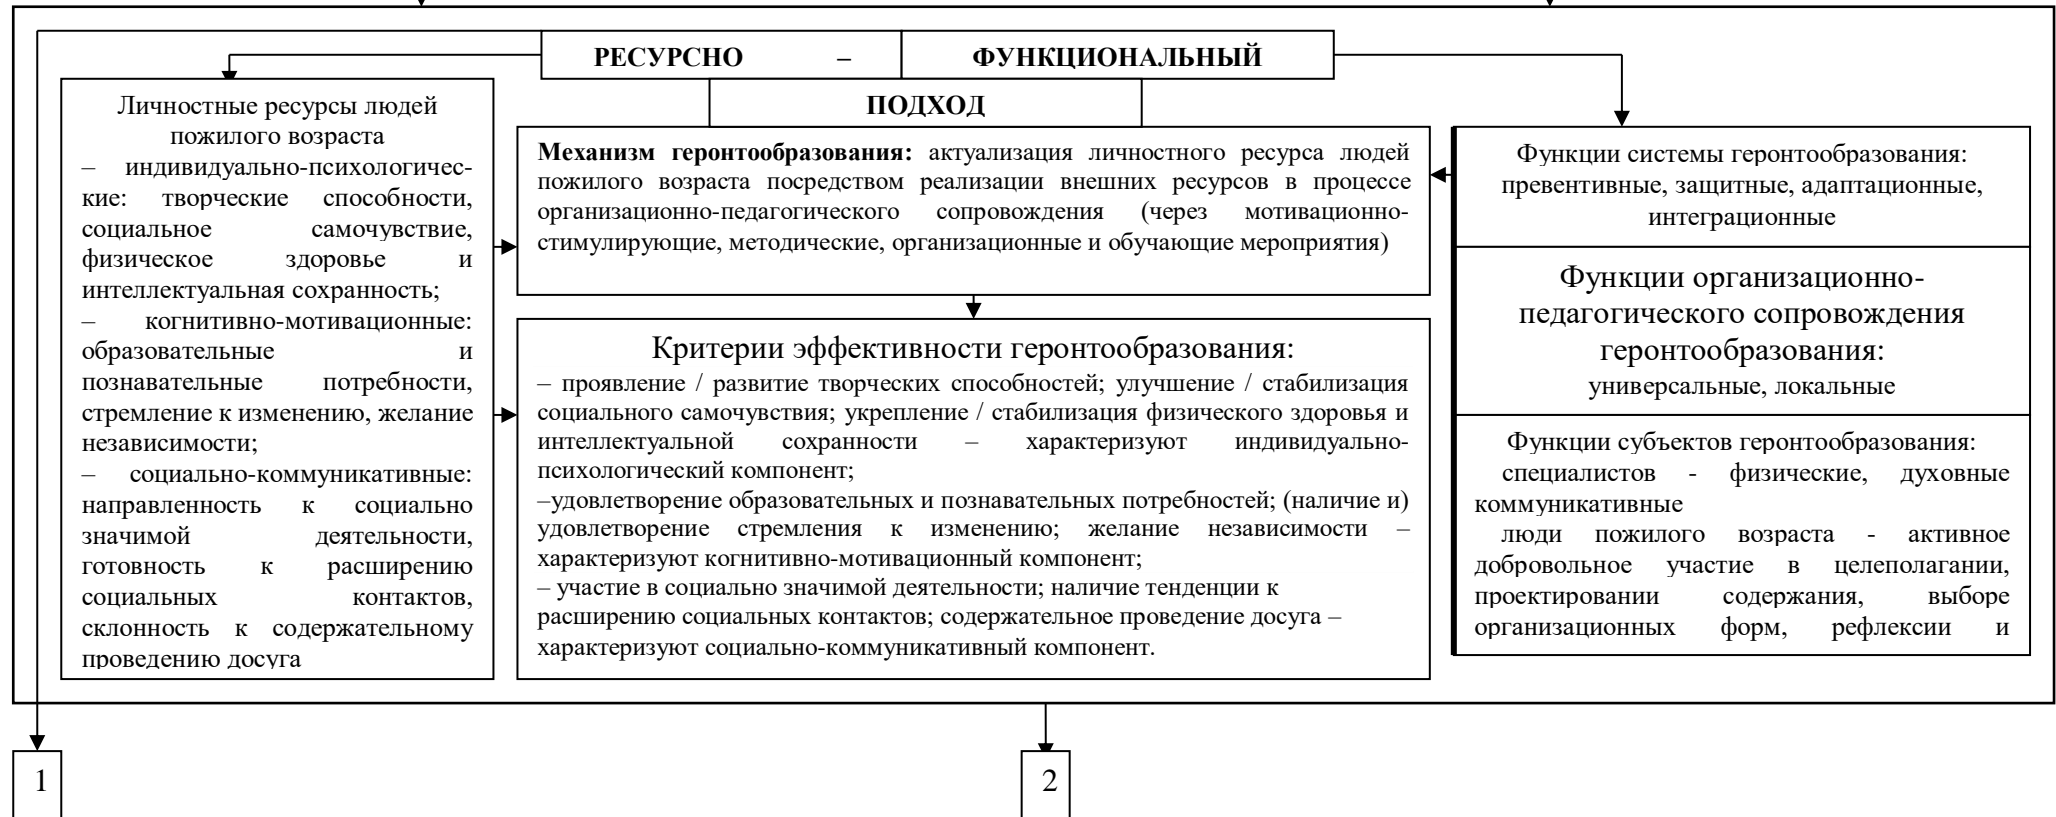 РЕСУРСНО – ФУНКЦИОНАЛЬНЫЙ
ПОДХОД
Личностные ресурсы людей
пожилого возраста
– индивидуально-психологичес-
кие: творческие способности,
социальное самочувствие,
физическое здоровье и
интеллектуальная сохранность;
– когнитивно-мотивационные:
образовательные и
познавательные потребности,
стремление к изменению, желание
независимости;
– социально-коммуникативные:
направленность к социально
значимой деятельности,
готовность к расширению
социальных контактов,
склонность к содержательному
проведению досуга
Механизм геронтообразования: актуализация личностного ресурса людей
пожилого возраста посредством реализации внешних ресурсов в процессе
организационно-педагогического сопровождения (через мотивационно-
стимулирующие, методические, организационные и обучающие мероприятия)
Критерии эффективности геронтообразования:
– проявление / развитие творческих способностей; улучшение / стабилизация
социального самочувствия; укрепление / стабилизация физического здоровья и
интеллектуальной сохранности – характеризуют индивидуально-
психологический компонент;
–удовлетворение образовательных и познавательных потребностей; (наличие и)
удовлетворение стремления к изменению; желание независимости –
характеризуют когнитивно-мотивационный компонент;
– участие в социально значимой деятельности; наличие тенденции к
расширению социальных контактов; содержательное проведение досуга –
характеризуют социально-коммуникативный компонент.
Функции системы геронтообразования:
превентивные, защитные, адаптационные,
интеграционные
Функции организационно-
педагогического сопровождения
геронтообразования:
универсальные, локальные
Функции субъектов геронтообразования:
специалистов - физические, духовные
коммуникативные
люди пожилого возраста - активное
добровольное участие в целеполагании,
проектировании содержания, выборе
организационных форм, рефлексии и
1
2